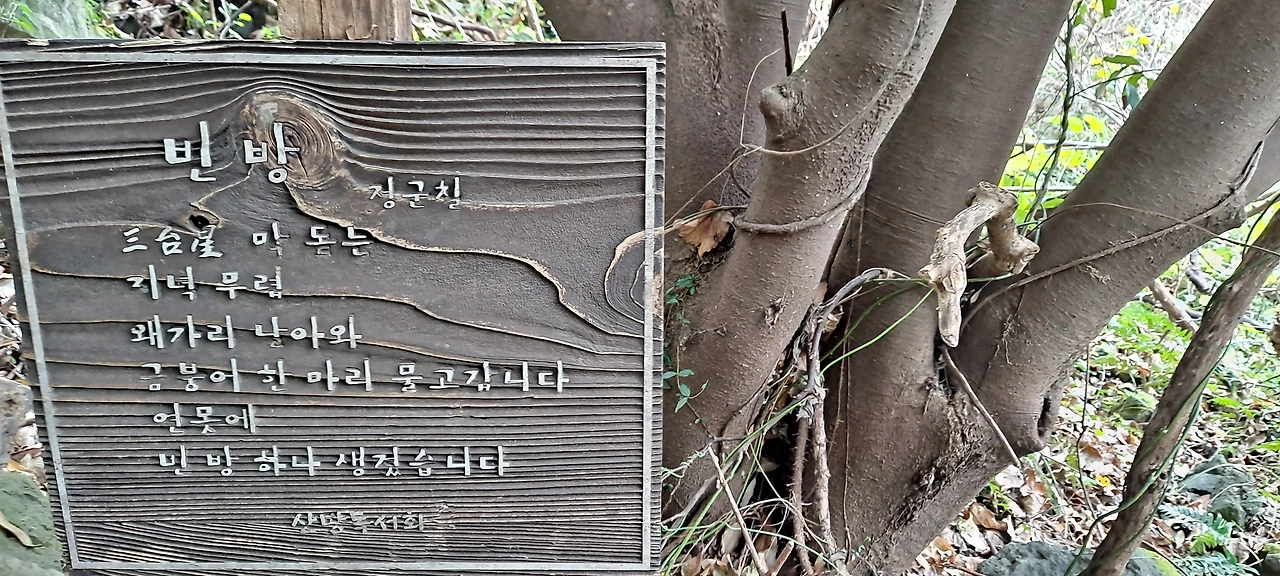 빈 방
정군칠
三台星 막 돋는
저녁 무렵
왜가리 날아와
금붕어 한 마리 물고갑니다
연못에
빈 방 하나 생겼습니다